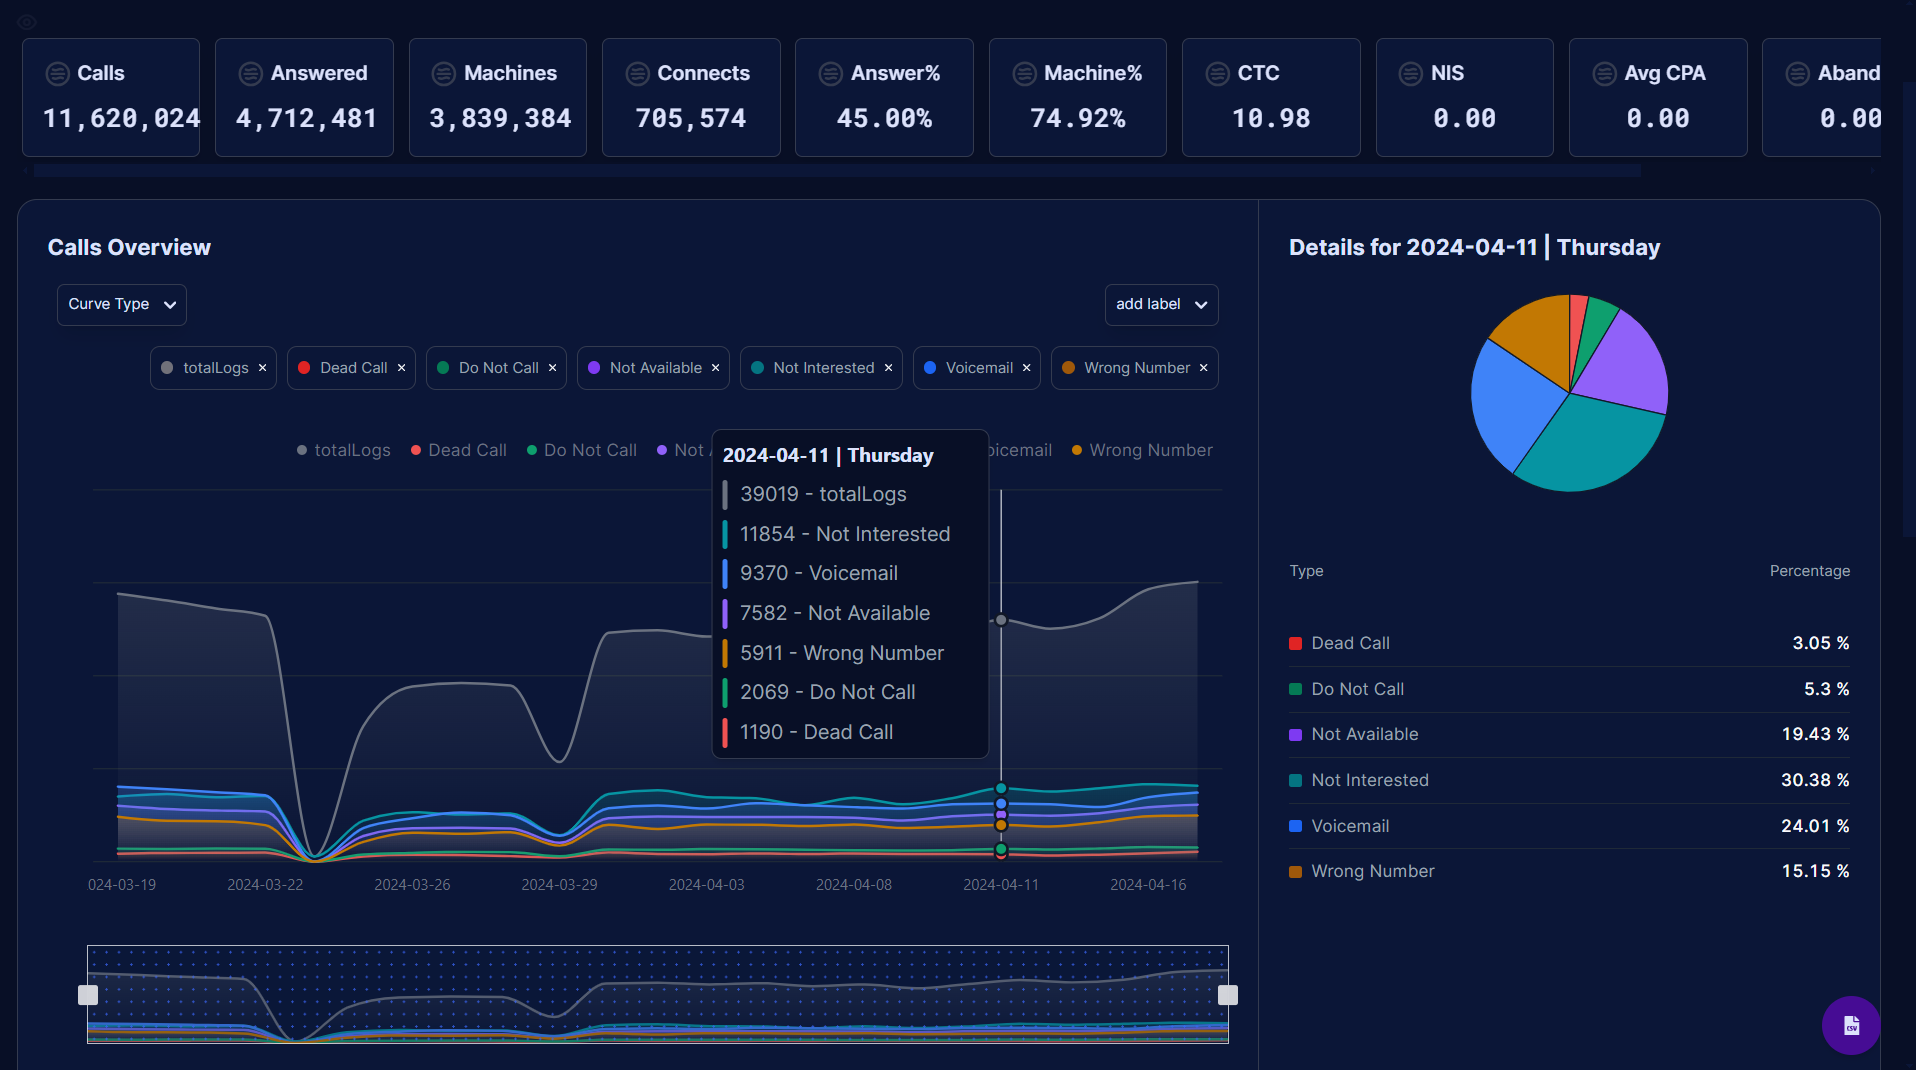 Calls
11,620,024
Answered
4,712,481
Machines
3,839,384
Connects
705,574
Answer%
45.00%
Machine%
74.92%
CTC
10.98
NIS
0.00
Avg CPA
0.00
Aband
0.00
Calls Overview
Curve Type
add label
totalLogs ×
Dead Call ×
Do Not Call ×
Not Available ×
Not Interested ×
Voicemail ×
Wrong Number ×
totalLogs
Dead Call
Do Not Call
Not
oicemail
Wrong Number
2024-04-11 | Thursday
39019 - totalLogs
11854 - Not Interested
9370 - Voicemail
7582 - Not Available
5911 - Wrong Number
2069 - Do Not Call
1190 - Dead Call
024-03-19
2024-03-22
2024-03-26
2024-03-29
2024-04-03
2024-04-08
2024-04-11
2024-04-16
Details for 2024-04-11 | Thursday
Type Percentage
Dead Call 3.05 %
Do Not Call 5.3 %
Not Available 19.43 %
Not Interested 30.38 %
Voicemail 24.01 %
Wrong Number 15.15 %
CSV